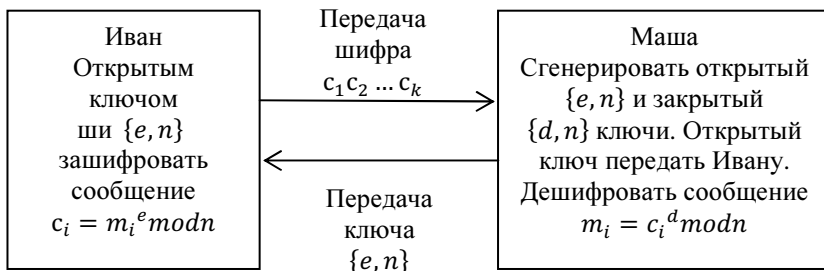 Иван
Открытым
ключом
ши {e, n}
зашифровать
сообщение
cᵢ = mᵢᵉmodn
Передача
шифра
c₁c₂ … cₖ
Передача
ключа
{e, n}
Маша
Сгенерировать открытый
{e, n} и закрытый
{d, n} ключи. Открытый
ключ передать Ивану.
Дешифровать сообщение
mᵢ = cᵢᵈmodn